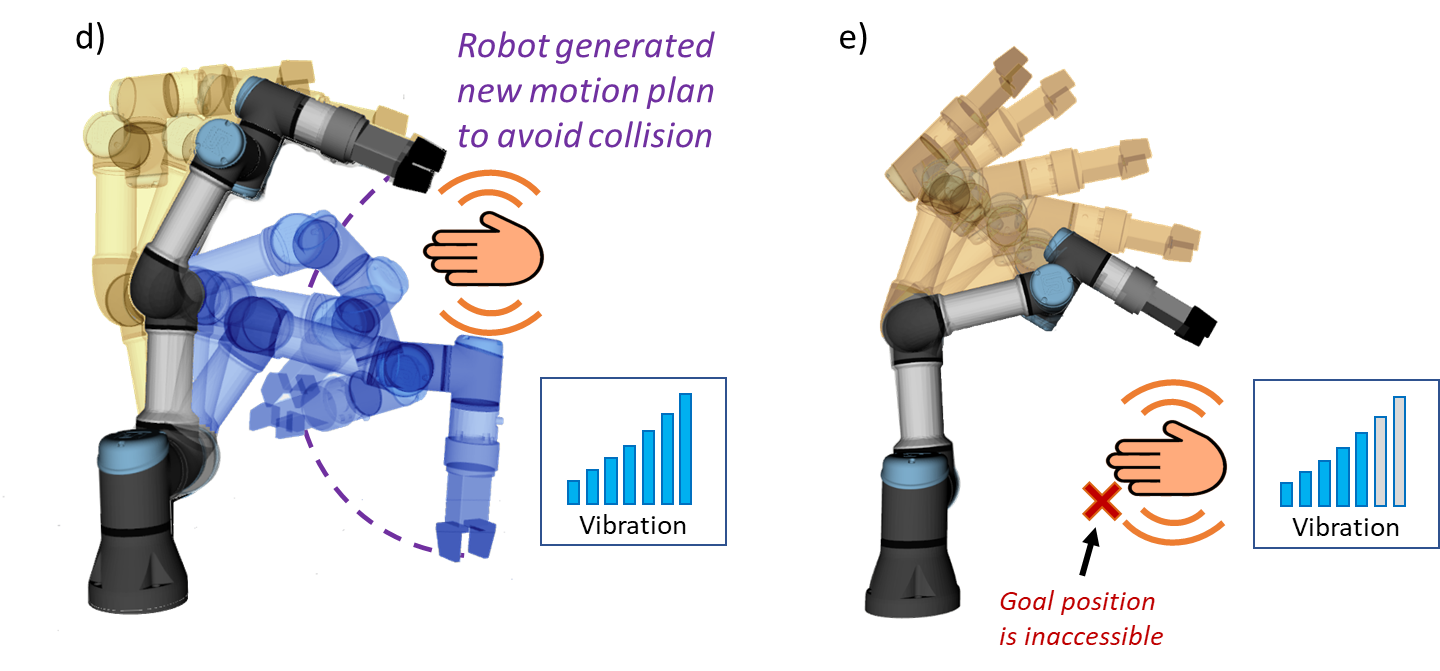 d)
Robot generated
new motion plan
to avoid collision
Vibration
e)
Vibration
Goal position
is inaccessible